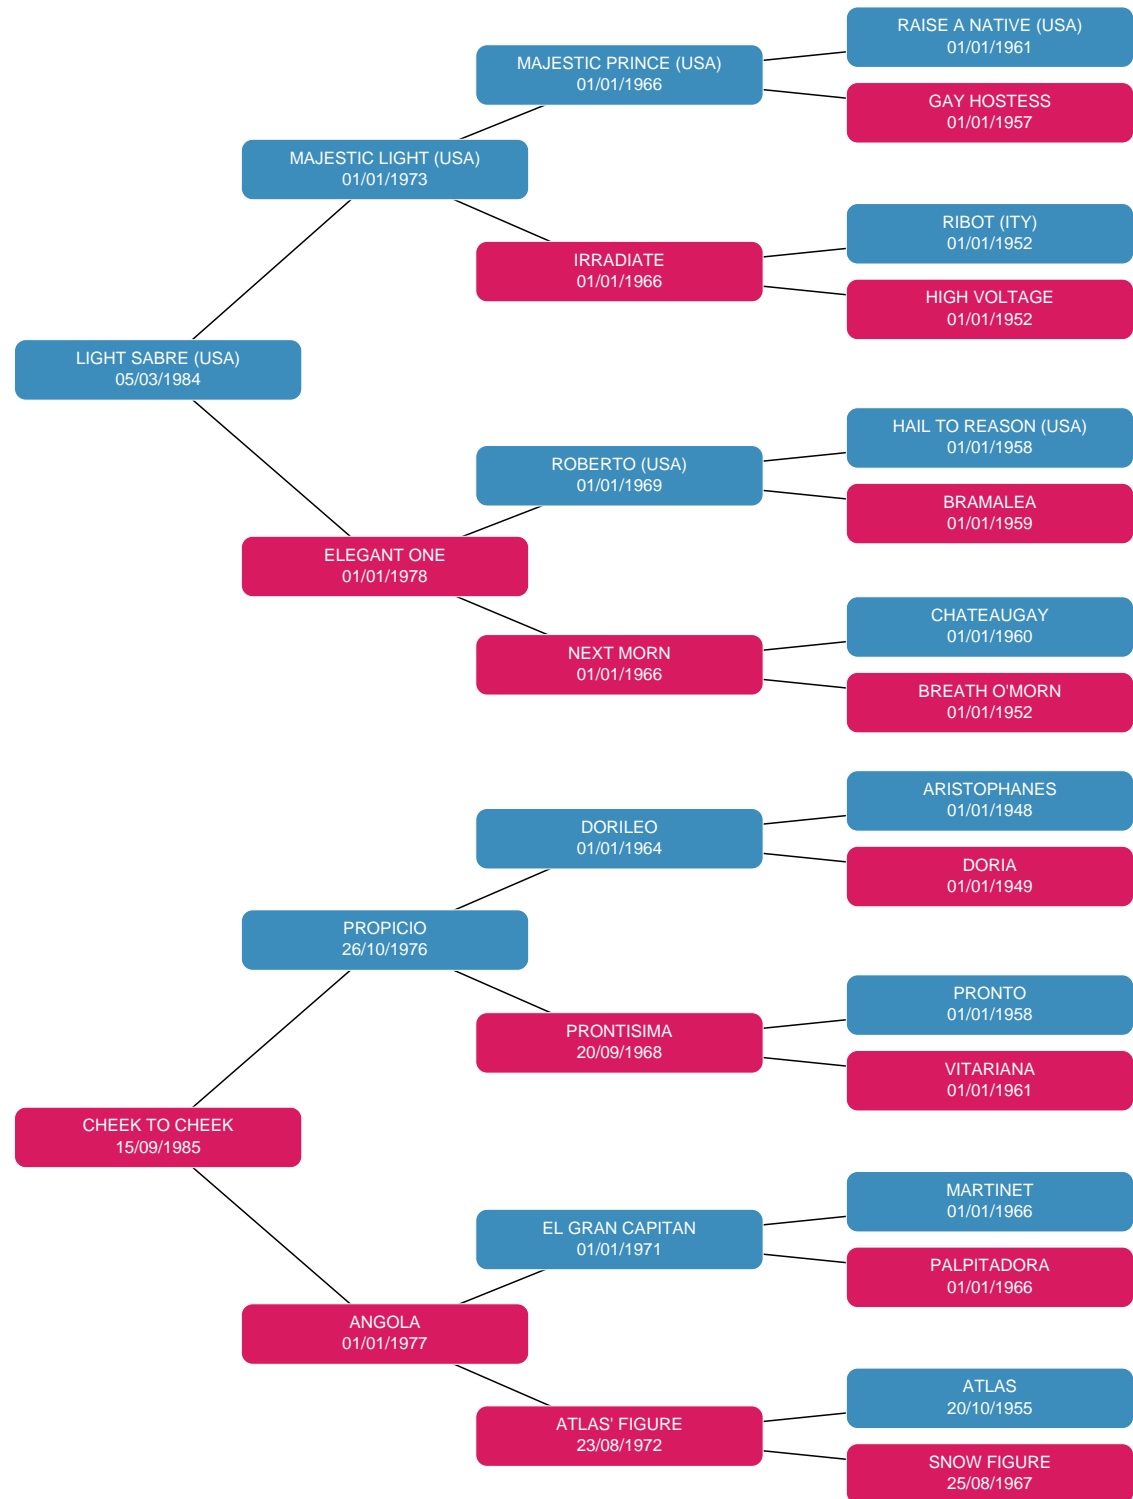 RAISE A NATIVE (USA)
01/01/1961
MAJESTIC PRINCE (USA)
01/01/1966
GAY HOSTESS
01/01/1957
MAJESTIC LIGHT (USA)
01/01/1973
RIBOT (ITY)
01/01/1952
IRRADIATE
01/01/1966
HIGH VOLTAGE
01/01/1952
LIGHT SABRE (USA)
05/03/1984
HAIL TO REASON (USA)
01/01/1958
ROBERTO (USA)
01/01/1969
BRAMALEA
01/01/1959
ELEGANT ONE
01/01/1978
CHATEAUGAY
01/01/1960
NEXT MORN
01/01/1966
BREATH O'MORN
01/01/1952
ARISTOPHANES
01/01/1948
DORILEO
01/01/1964
DORIA
01/01/1949
PROPICIO
26/10/1976
PRONTO
01/01/1958
PRONTISIMA
20/09/1968
VITARIANA
01/01/1961
CHEEK TO CHEEK
15/09/1985
MARTINET
01/01/1966
EL GRAN CAPITAN
01/01/1971
PALPITADORA
01/01/1966
ANGOLA
01/01/1977
ATLAS
20/10/1955
ATLAS' FIGURE
23/08/1972
SNOW FIGURE
25/08/1967